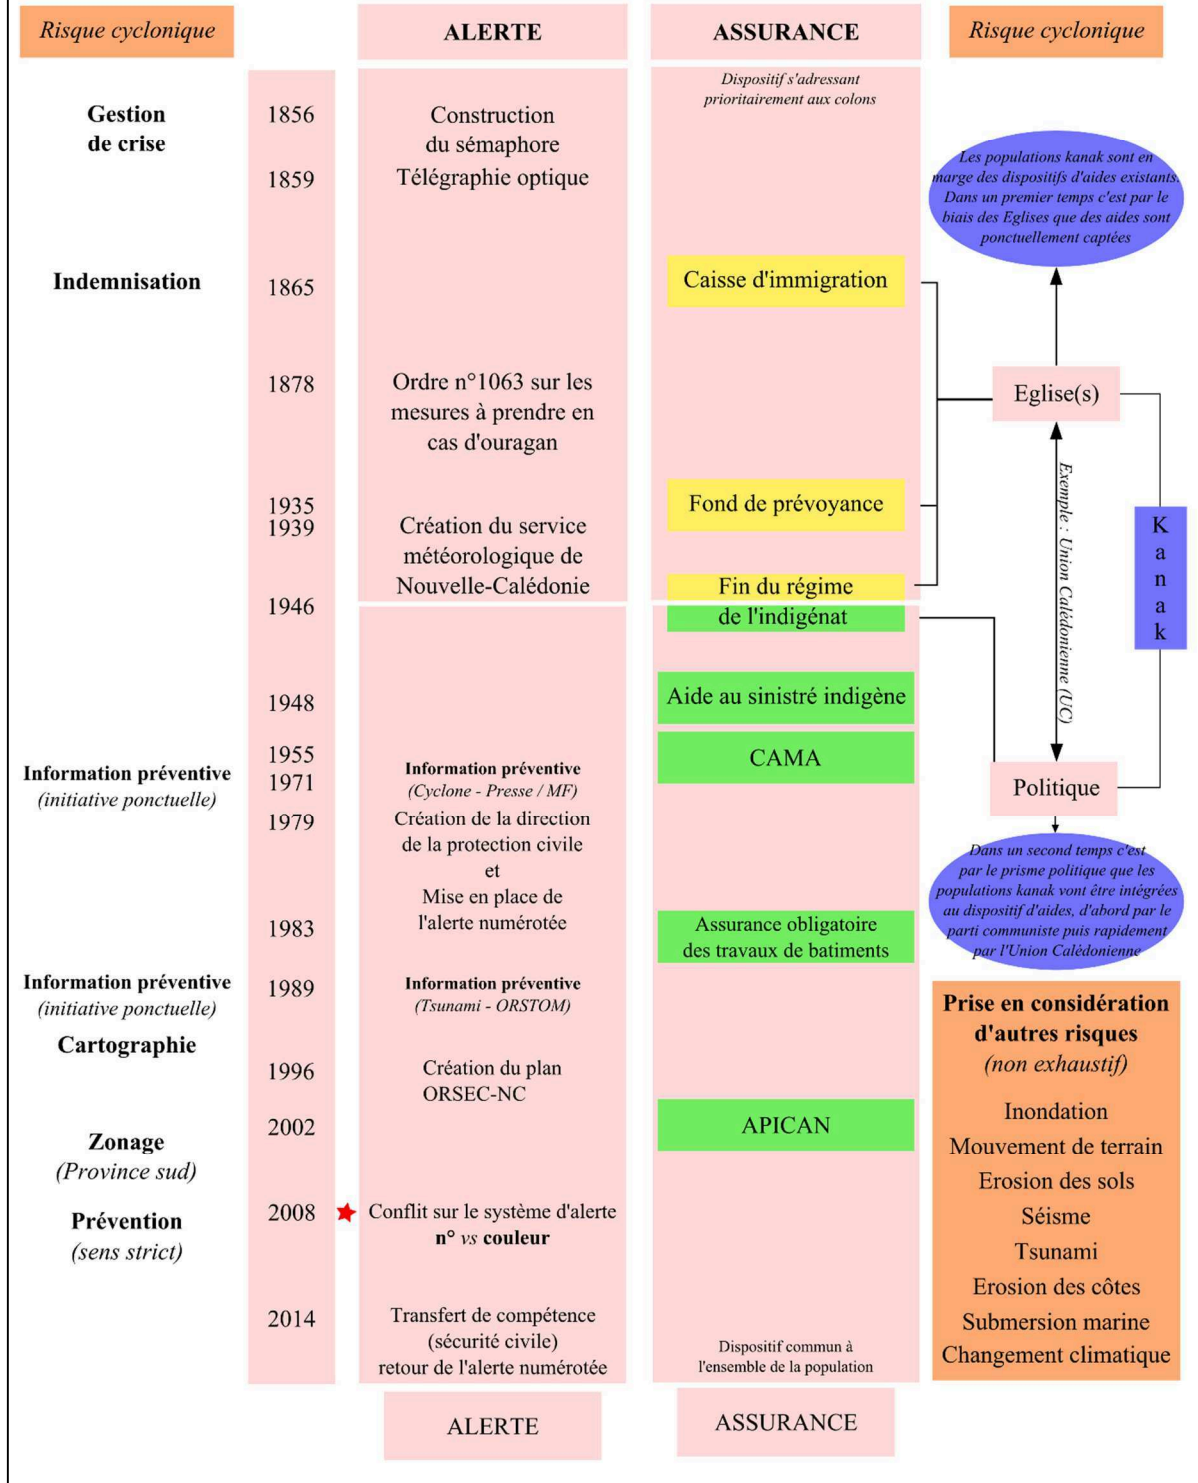 Risque cyclonique
ALERTE
ASSURANCE
Risque cyclonique
Dispositif s'adressant
prioritairement aux colons
Gestion
de crise
1856
Construction
du sémaphore
1859
Télégraphie optique
Les populations kanak sont en
marge des dispositifs d'aides existants.
Dans un premier temps c'est par le
biais des Eglises que des aides sont
ponctuellement captées
Indemnisation
1865
Caisse d'immigration
1878
Ordre n°1063 sur les
mesures à prendre en
cas d'ouragan
Eglise(s)
1935
Fond de prévoyance
1939
Création du service
météorologique de
Nouvelle-Calédonie
Exemple : Union Calédonienne (UC)
Kanak
1946
Fin du régime
de l'indigénat
1948
Aide au sinistré indigène
1955
CAMA
Information préventive
(initiative ponctuelle)
1971
Information préventive
(Cyclone - Presse / MF)
Politique
1979
Création de la direction
de la protection civile
et
Mise en place de
l'alerte numérotée
Dans un second temps c'est
par le prisme politique que les
populations kanak vont être intégrées
au dispositif d'aides, d'abord par le
parti communiste puis rapidement
par l'Union Calédonienne
1983
Assurance obligatoire
des travaux de batiments
Information préventive
(initiative ponctuelle)
1989
Information préventive
(Tsunami - ORSTOM)
Cartographie
1996
Création du plan
ORSEC-NC
2002
APICAN
Zonage
(Province sud)
Prévention
(sens strict)
2008
Conflit sur le système d'alerte
n° vs couleur
2014
Transfert de compétence
(sécurité civile)
retour de l'alerte numérotée
Dispositif commun à
l'ensemble de la population
Prise en considération
d'autres risques
(non exhaustif)
Inondation
Mouvement de terrain
Erosion des sols
Séisme
Tsunami
Erosion des côtes
Submersion marine
Changement climatique
ALERTE
ASSURANCE